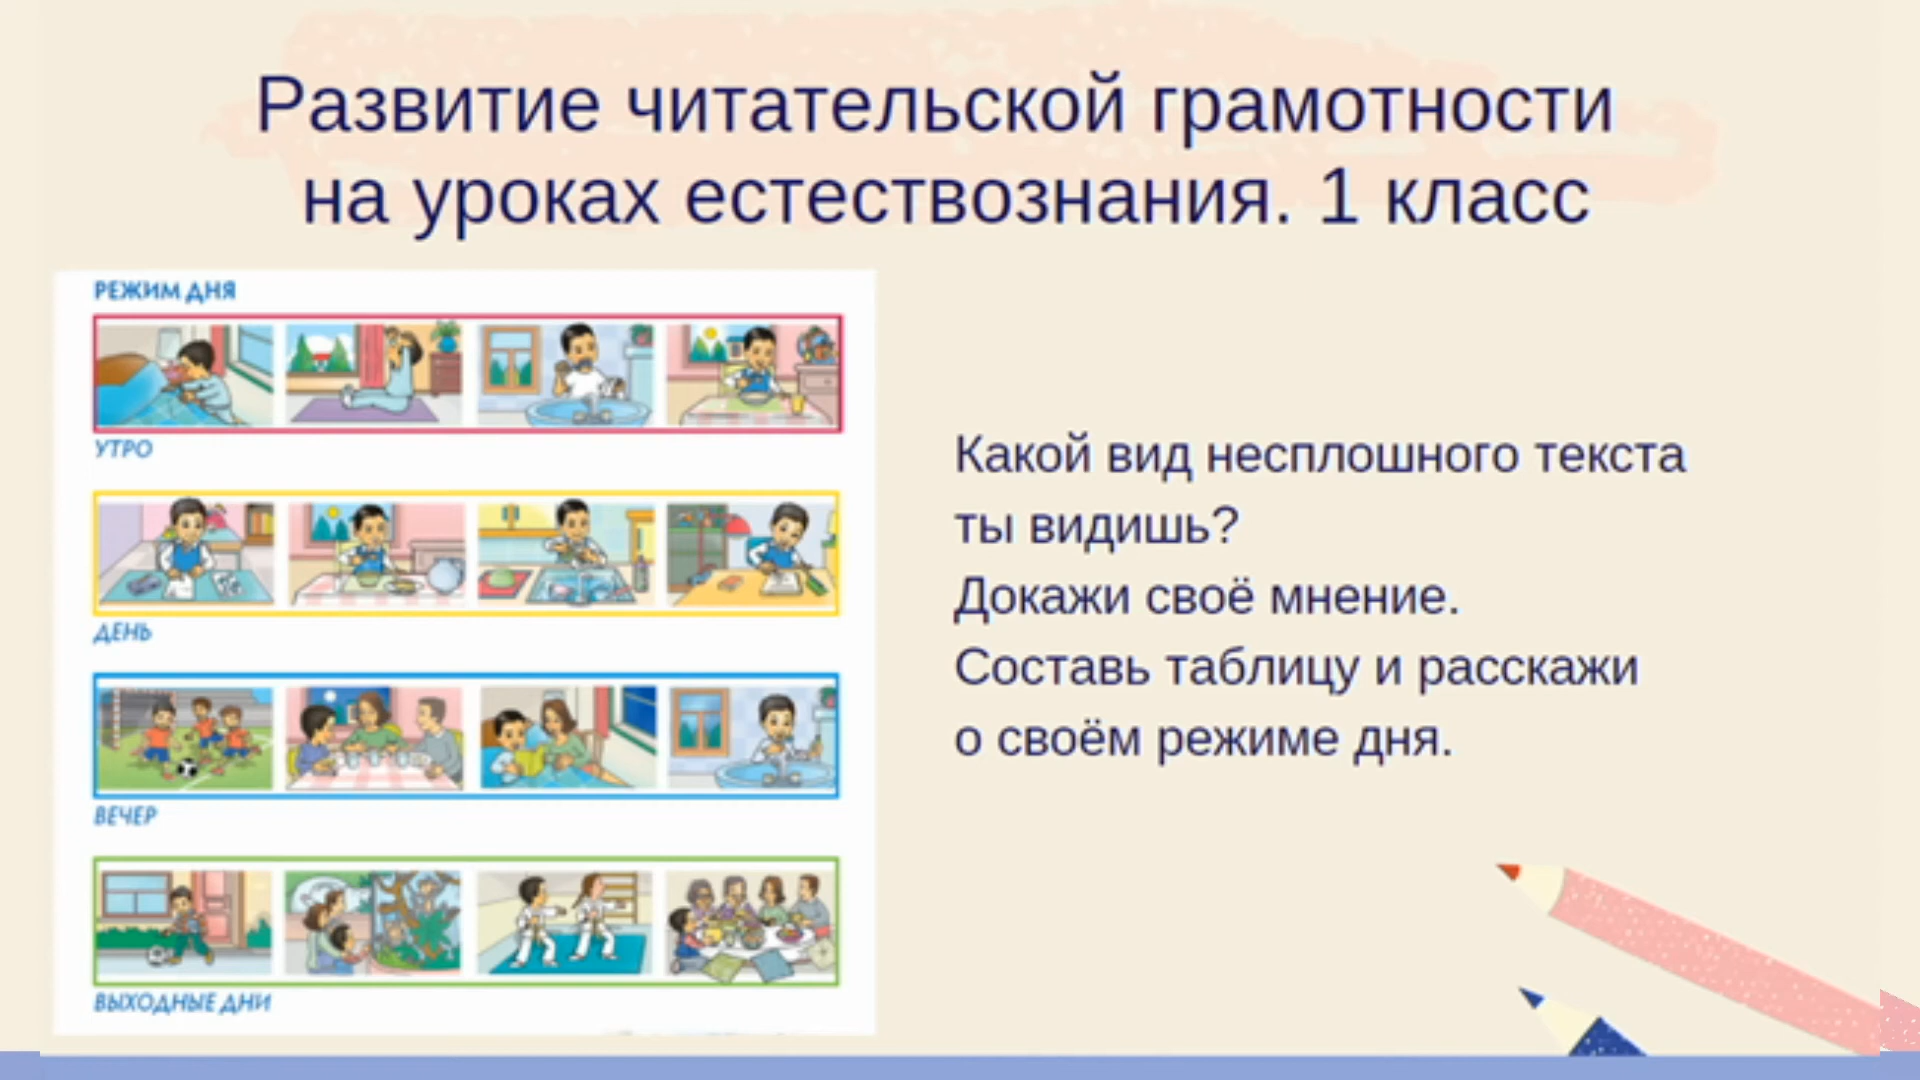 Развитие читательской грамотности
на уроках естествознания. 1 класс
РЕЖИМ ДНЯ
УТРО
ДЕНЬ
ВЕЧЕР
ВЫХОДНЫЕ ДНИ
Какой вид несплошного текста
ты видишь?
Докажи своё мнение.
Составь таблицу и расскажи
о своём режиме дня.